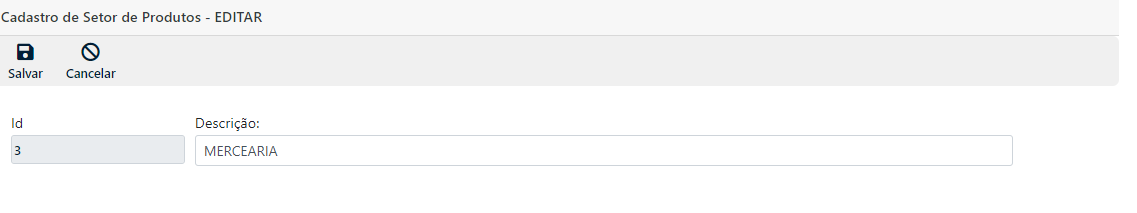 Cadastro de Setor de Produtos - EDITAR
Salvar Cancelar
Id Descrição:
3 MERCEARIA